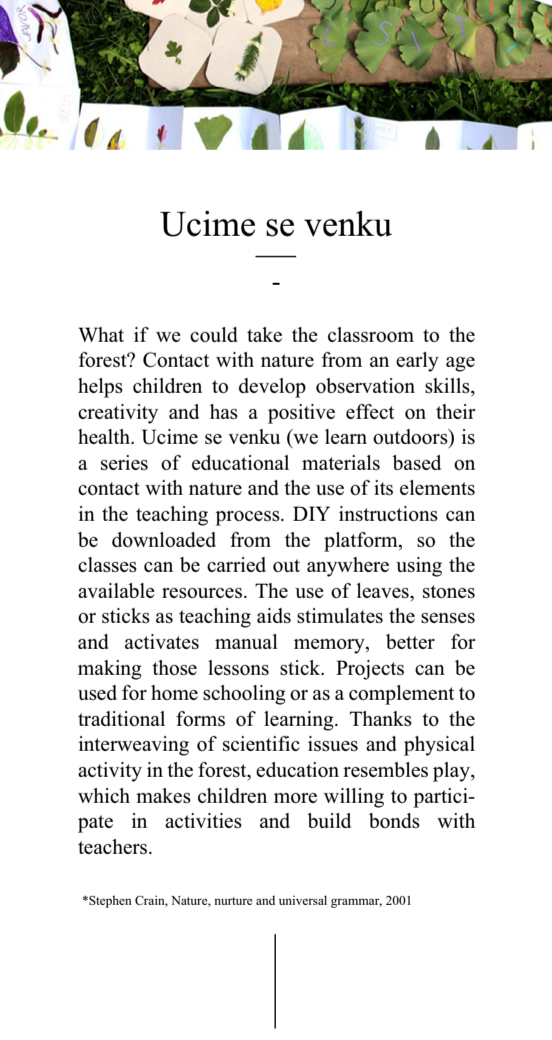 L S I T
Ucime se venku
-
What if we could take the classroom to the
forest? Contact with nature from an early age
helps children to develop observation skills,
creativity and has a positive effect on their
health. Ucime se venku (we learn outdoors) is
a series of educational materials based on
contact with nature and the use of its elements
in the teaching process. DIY instructions can
be downloaded from the platform, so the
classes can be carried out anywhere using the
available resources. The use of leaves, stones
or sticks as teaching aids stimulates the senses
and activates manual memory, better for
making those lessons stick. Projects can be
used for home schooling or as a complement to
traditional forms of learning. Thanks to the
interweaving of scientific issues and physical
activity in the forest, education resembles play,
which makes children more willing to partici-
pate in activities and build bonds with
teachers.
*Stephen Crain, Nature, nurture and universal grammar, 2001